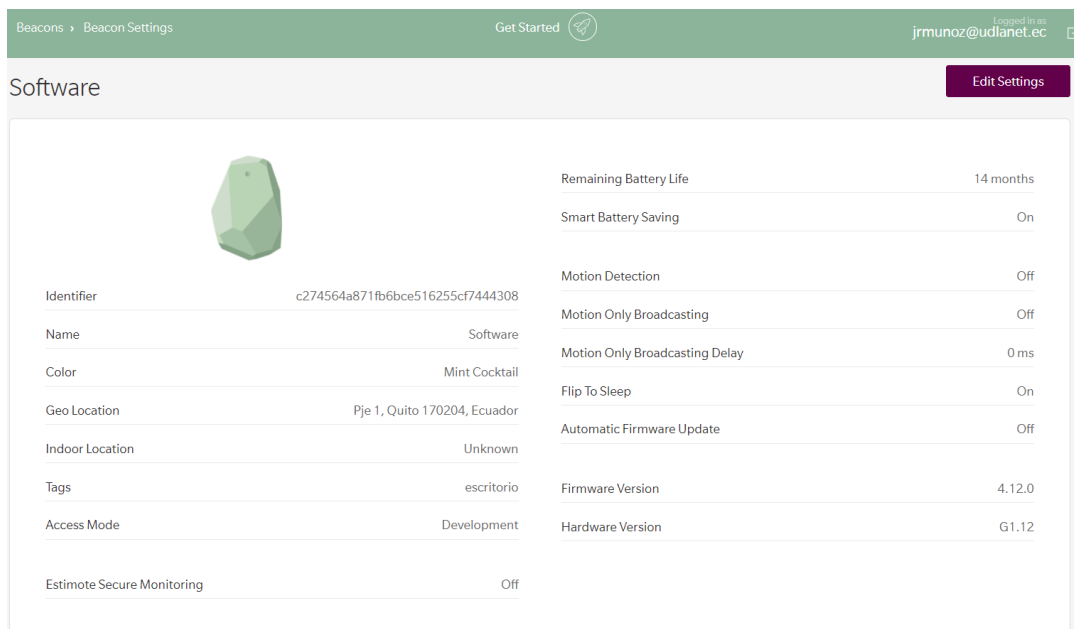 Beacons › Beacon Settings
Get Started
Logged in as
jrmunoz@udlanet.ec
Software
Edit Settings
Identifier c274564a871fb6bce516255cf7444308
Name Software
Color Mint Cocktail
Geo Location Pje 1, Quito 170204, Ecuador
Indoor Location Unknown
Tags escritorio
Access Mode Development
Estimote Secure Monitoring Off
Remaining Battery Life 14 months
Smart Battery Saving On
Motion Detection Off
Motion Only Broadcasting Off
Motion Only Broadcasting Delay 0 ms
Flip To Sleep On
Automatic Firmware Update Off
Firmware Version 4.12.0
Hardware Version G1.12